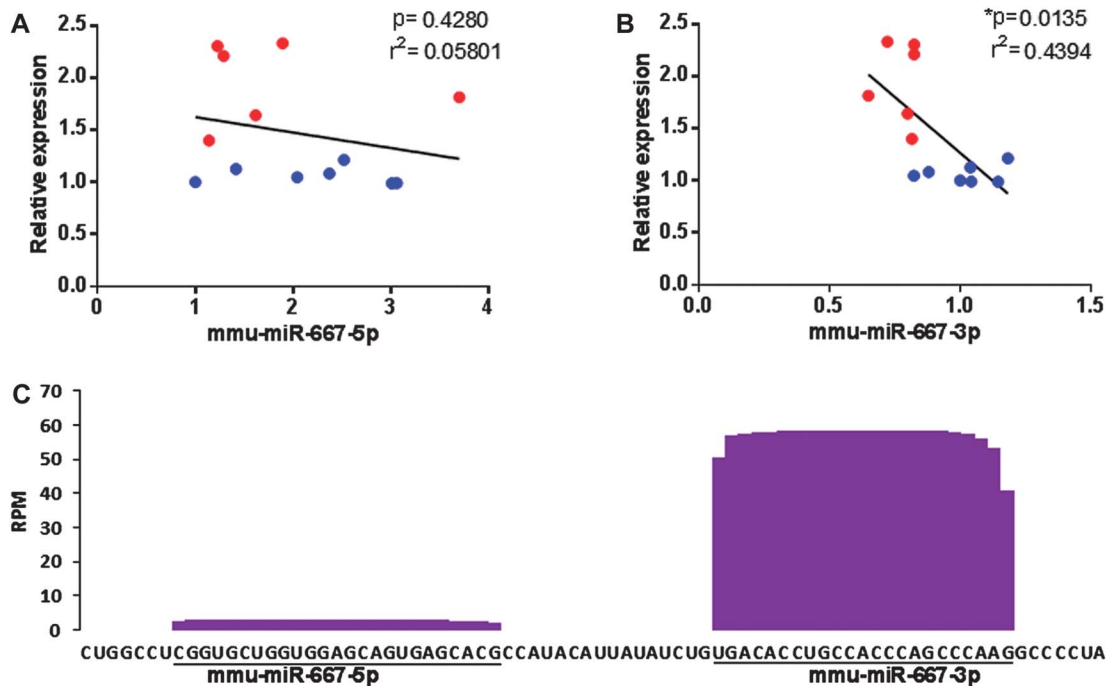 A
p= 0.4280
r²= 0.05801
2.5
2.0
1.5
1.0
0.5
0.0
Relative expression
0 1 2 3 4
mmu-miR-667-5p
B
*p=0.0135
r²= 0.4394
2.5
2.0
1.5
1.0
0.5
0.0
Relative expression
0.0 0.5 1.0 1.5
mmu-miR-667-3p
C
70
60
50
40
30
20
10
0
RPM
CUGGCCUCGGUGCUGGUGGAGCAGUGAGCACGCCAUACAUUAUAUCUGUGACACCUGCCACCCAGCCCAAGGCCCCUA
mmu-miR-667-5p mmu-miR-667-3p